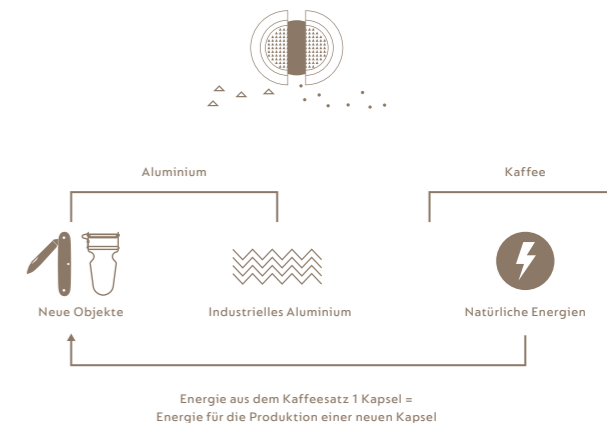 Aluminium
Kaffee
Neue Objekte
Industrielles Aluminium
Natürliche Energien
Energie aus dem Kaffeesatz 1 Kapsel =
Energie für die Produktion einer neuen Kapsel